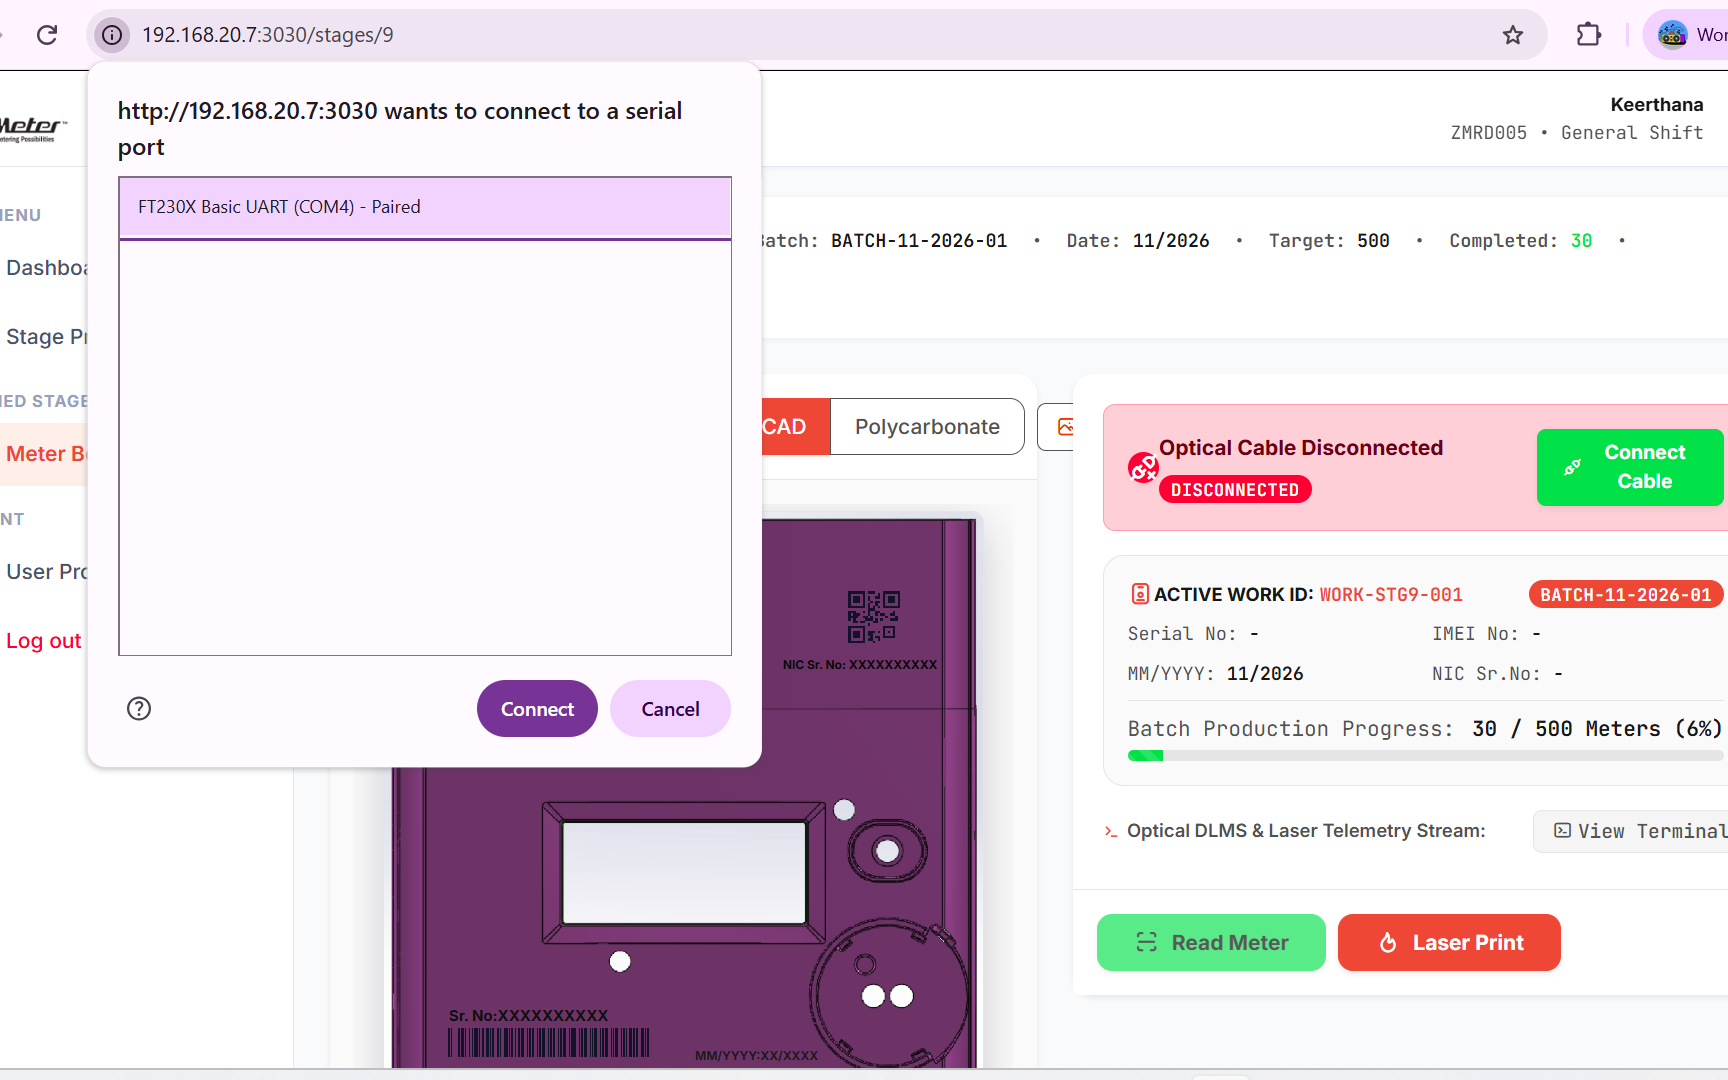 192.168.20.7:3030/stages/9
http://192.168.20.7:3030 wants to connect to a serial
port
FT230X Basic UART (COM4) - Paired
Connect
Cancel
Meter
etering Possibilities
ENU
Dashboa
Stage Pr
ED STAGE
Meter B
NT
User Pro
Log out
Keerthana
ZMRD005 • General Shift
Batch: BATCH-11-2026-01 • Date: 11/2026 • Target: 500 • Completed: 30 •
CAD
Polycarbonate
NIC Sr. No: XXXXXXXXXX
Sr. No:XXXXXXXXXX
MM/YYYY:XX/XXXX
Optical Cable Disconnected
DISCONNECTED
Connect
Cable
ACTIVE WORK ID: WORK-STG9-001
BATCH-11-2026-01
Serial No: -
IMEI No: -
MM/YYYY: 11/2026
NIC Sr.No: -
Batch Production Progress: 30 / 500 Meters (6%)
Optical DLMS & Laser Telemetry Stream:
View Terminal
Read Meter
Laser Print